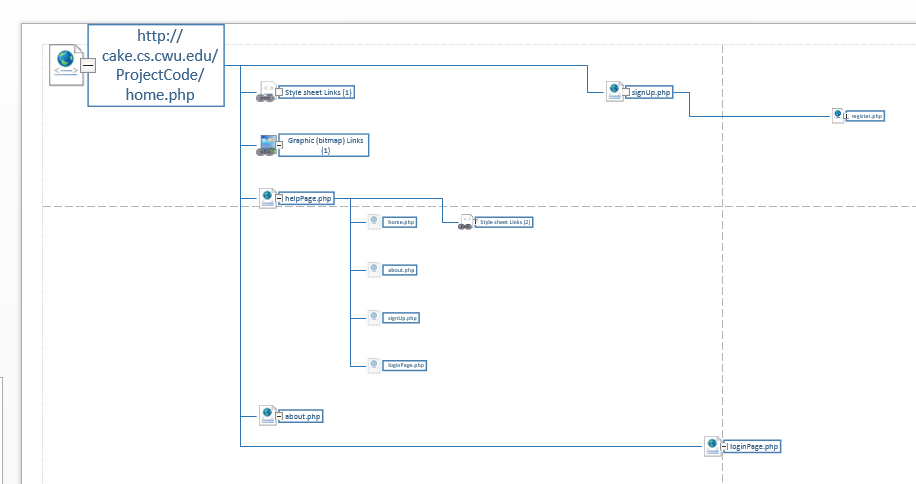 http://
cake.cs.cwu.edu/
ProjectCode/
home.php
Style sheet Links (1)
signUp.php
register.php
Graphic (bitmap) Links
(1)
helpPage.php
home.php
Style sheet Links (2)
about.php
signUp.php
loginPage.php
about.php
loginPage.php